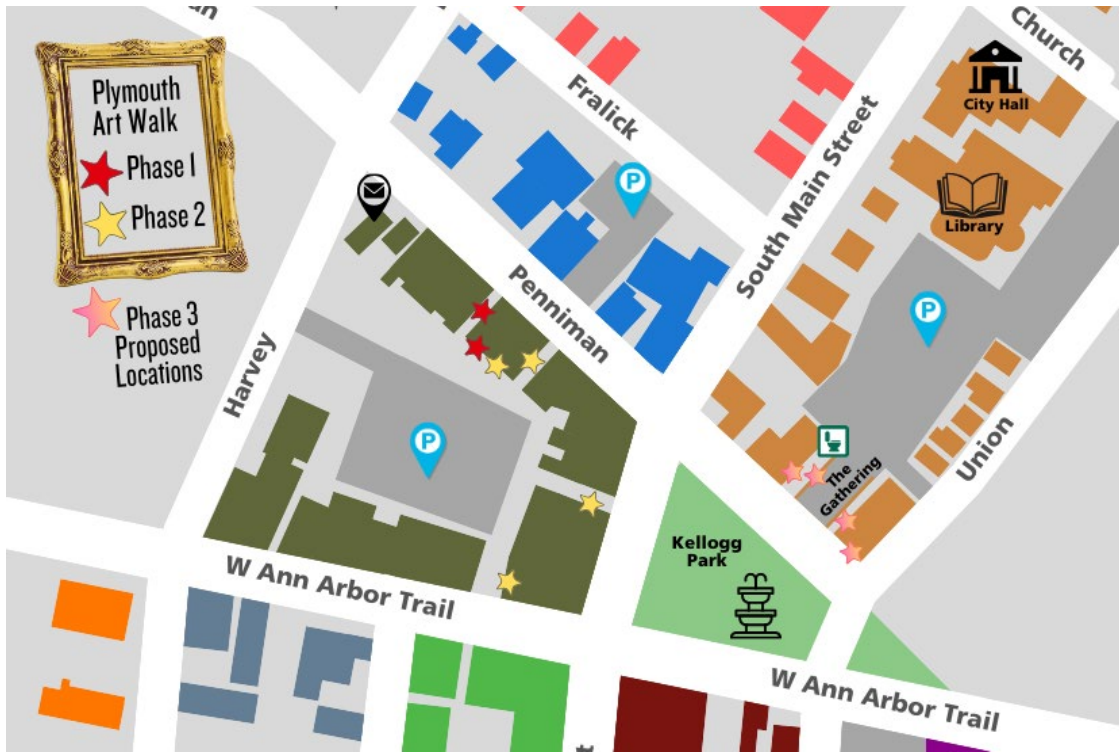 Plymouth
Art Walk
Phase 1
Phase 2
Phase 3
Proposed
Locations
Church
City Hall
Fralick
South Main Street
Library
P
Penniman
P
Harvey
P
The
Gathering
Union
Kellogg
Park
W Ann Arbor Trail
W Ann Arbor Trail